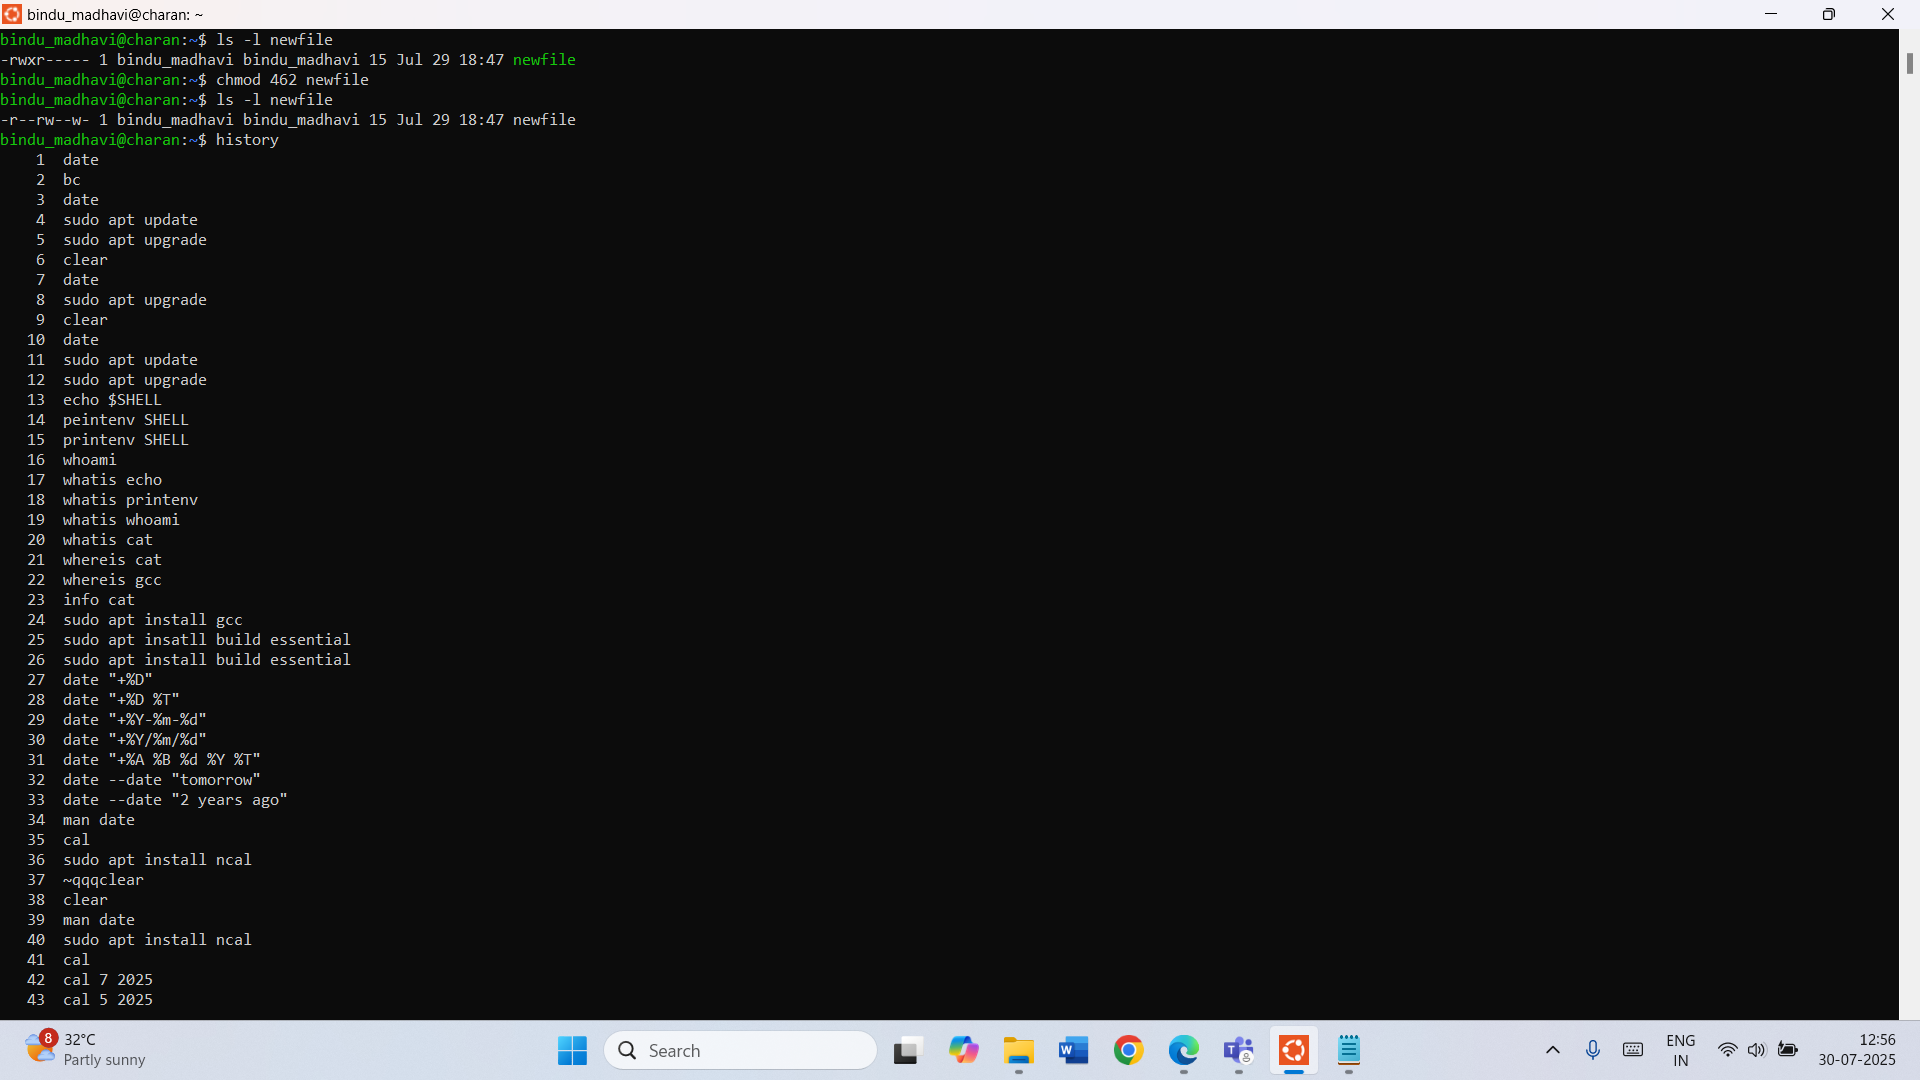 bindu_madhavi@charan: ~
bindu_madhavi@charan:~$ ls -l newfile
-rwxr----- 1 bindu_madhavi bindu_madhavi 15 Jul 29 18:47 newfile
bindu_madhavi@charan:~$ chmod 462 newfile
bindu_madhavi@charan:~$ ls -l newfile
-r--rw--w- 1 bindu_madhavi bindu_madhavi 15 Jul 29 18:47 newfile
bindu_madhavi@charan:~$ history
1 date
2 bc
3 date
4 sudo apt update
5 sudo apt upgrade
6 clear
7 date
8 sudo apt upgrade
9 clear
10 date
11 sudo apt update
12 sudo apt upgrade
13 echo $SHELL
14 peintenv SHELL
15 printenv SHELL
16 whoami
17 whatis echo
18 whatis printenv
19 whatis whoami
20 whatis cat
21 whereis cat
22 whereis gcc
23 info cat
24 sudo apt install gcc
25 sudo apt insatll build essential
26 sudo apt install build essential
27 date "+%D"
28 date "+%D %T"
29 date "+%Y-%m-%d"
30 date "+%Y/%m/%d"
31 date "+%A %B %d %Y %T"
32 date --date "tomorrow"
33 date --date "2 years ago"
34 man date
35 cal
36 sudo apt install ncal
37 ~qqqclear
38 clear
39 man date
40 sudo apt install ncal
41 cal
42 cal 7 2025
43 cal 5 2025
8
32°C
Partly sunny
Search
ENG
IN
12:56
30-07-2025